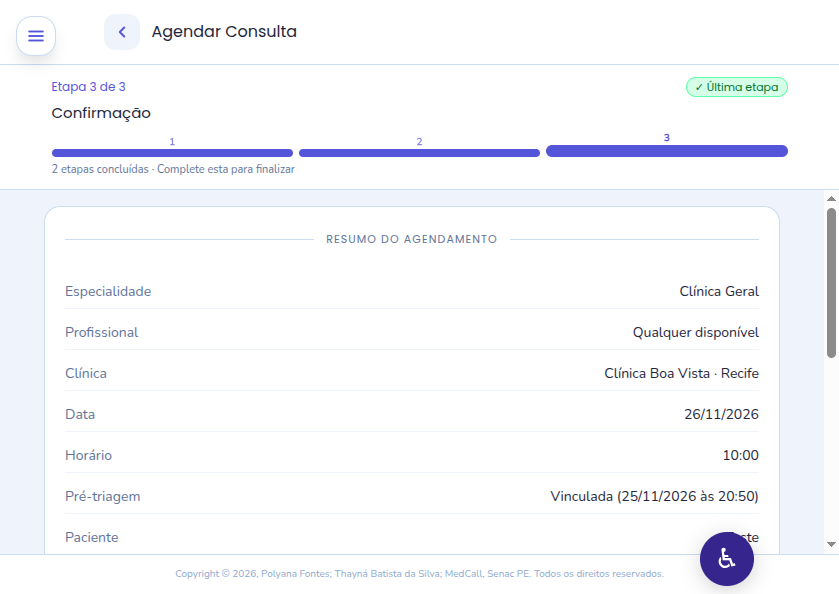 Agendar Consulta
Etapa 3 de 3
✓ Última etapa
Confirmação
1
2
3
2 etapas concluídas · Complete esta para finalizar
RESUMO DO AGENDAMENTO
Especialidade Clínica Geral
Profissional Qualquer disponível
Clínica Clínica Boa Vista · Recife
Data 26/11/2026
Horário 10:00
Pré-triagem Vinculada (25/11/2026 às 20:50)
Paciente
Copyright © 2026, Polyana Fontes; Thayná Batista da Silva; MedCall, Senac PE. Todos os direitos reservados.